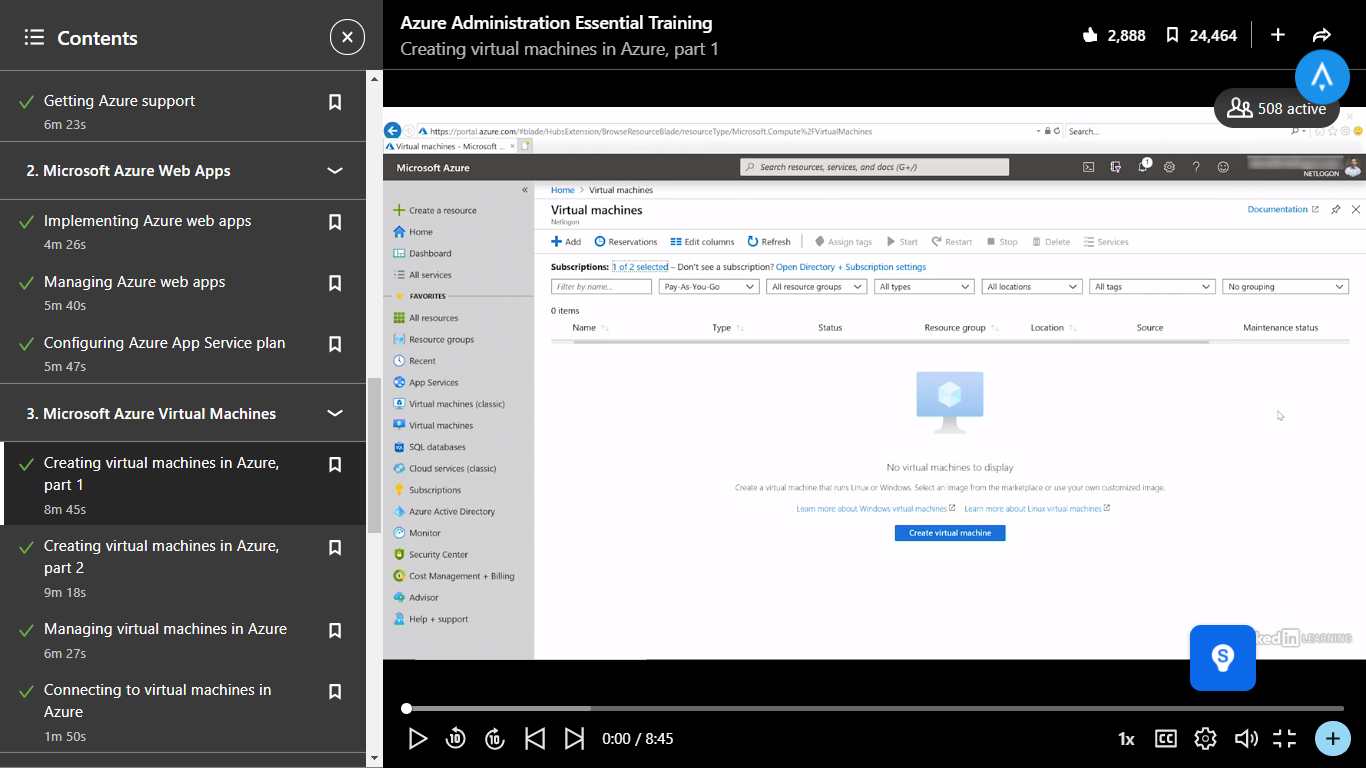 Contents
Getting Azure support
6m 23s
2. Microsoft Azure Web Apps
Implementing Azure web apps
4m 26s
Managing Azure web apps
5m 40s
Configuring Azure App Service plan
5m 47s
3. Microsoft Azure Virtual Machines
Creating virtual machines in Azure,
part 1
8m 45s
Creating virtual machines in Azure,
part 2
9m 18s
Managing virtual machines in Azure
6m 27s
Connecting to virtual machines in
Azure
1m 50s
Azure Administration Essential Training
Creating virtual machines in Azure, part 1
2,888 24,464
508 active
https://portal.azure.com/#blade/HubsExtension/BrowseResourceBlade/resourceType/Microsoft.Compute%2FVirtualMachines
Search...
Virtual machines - Microsoft ...
Microsoft Azure
Search resources, services, and docs (G+/)
1
NETLOGON
Create a resource
Home
Dashboard
All services
FAVORITES
All resources
Resource groups
Recent
App Services
Virtual machines (classic)
Virtual machines
SQL databases
Cloud services (classic)
Subscriptions
Azure Active Directory
Monitor
Security Center
Cost Management + Billing
Advisor
Help + support
Home > Virtual machines
Virtual machines
Netlogon
Documentation
Add Reservations Edit columns Refresh Assign tags Start Restart Stop Delete Services
Subscriptions: 1 of 2 selected – Don't see a subscription? Open Directory + Subscription settings
Filter by name... Pay-As-You-Go All resource groups All types All locations All tags No grouping
0 items
Name Type Status Resource group Location Source Maintenance status
No virtual machines to display
Create a virtual machine that runs Linux or Windows. Select an image from the marketplace or use your own customized image.
Learn more about Windows virtual machines Learn more about Linux virtual machines
Create virtual machine
S
ked in LEARNING
10 10 0:00 / 8:45 1x CC